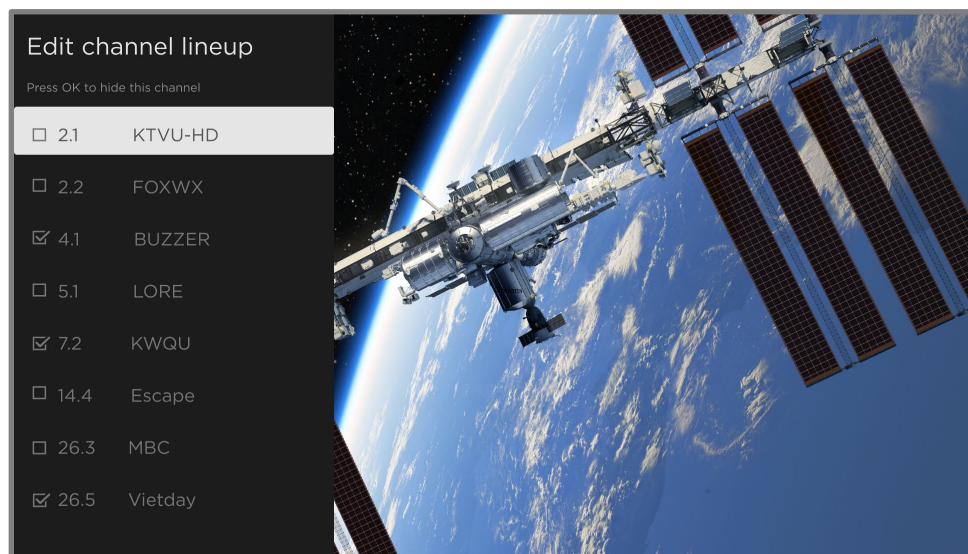 Edit channel lineup
Press OK to hide this channel
2.1 KTVU-HD
2.2 FOXWX
4.1 BUZZER
5.1 LORE
7.2 KWQU
14.4 Escape
26.3 MBC
26.5 Vietday